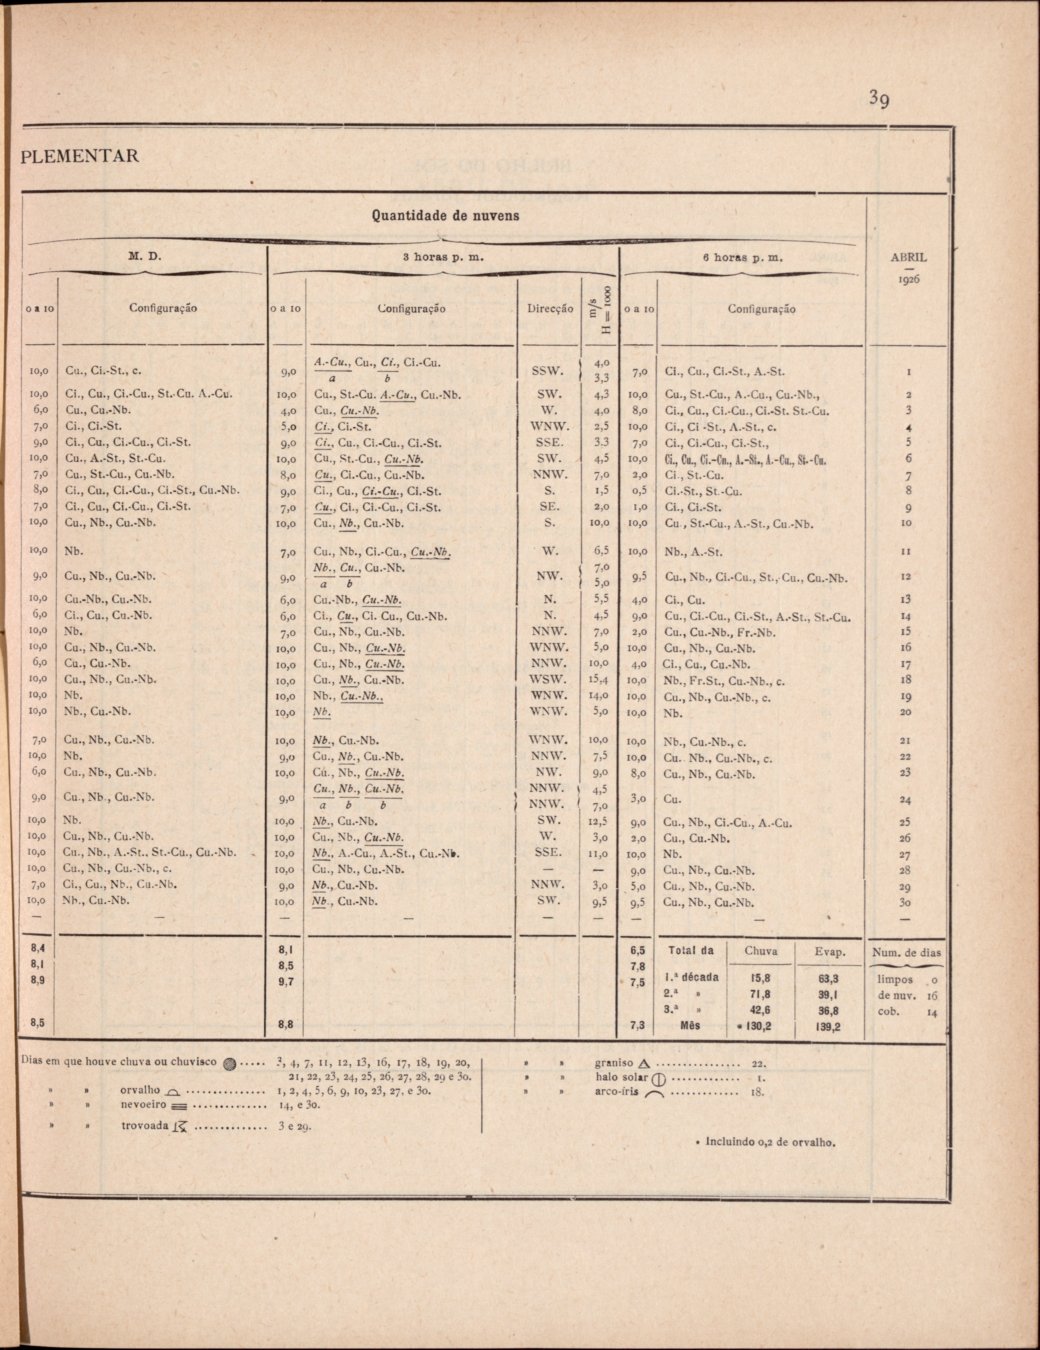 39
PLEMENTAR
Quantidade de nuvens
M. D. 3 horas p. m. 6 horas p. m. ABRIL
—
1926
0 a 10 Configuração 0 a 10 Configuração Direcção m/s H = 1000 0 a 10 Configuração
10,0 Cu., Ci.-St., c. 9,0 A.-Cu., Cu., Ci., Ci.-Cu. SSW. 4,0 7,0 Ci., Cu., Ci.-St., A.-St. 1
a b 3,3
10,0 Ci., Cu., Ci.-Cu., St.-Cu. A.-Cu. 10,0 Cu., St.-Cu. A.-Cu., Cu.-Nb. SW. 4,3 10,0 Cu., St.-Cu., A.-Cu., Cu.-Nb., 2
6,0 Cu., Cu.-Nb. 4,0 Cu., Cu.-Nb. W. 4,0 8,0 Ci., Cu., Ci.-Cu., Ci.-St. St.-Cu. 3
7,0 Ci., Ci.-St. 5,0 Ci., Ci.-St. WNW. 2,5 10,0 Ci., Ci -St., A.-St., c. 4
9,0 Ci., Cu., Ci.-Cu., Ci.-St. 9,0 Ci., Cu., Ci.-Cu., Ci.-St. SSE. 3.3 7,0 Ci., Ci.-Cu., Ci.-St., 5
10,0 Cu., A.-St., St.-Cu. 10,0 Cu., St.-Cu., Cu.-Nb. SW. 4,5 10,0 Ci., Cu., Ci.-Cu., A.-St., A.-Cu., St.-Cu. 6
7,0 Cu., St.-Cu., Cu.-Nb. 8,0 Cu., Ci.-Cu., Cu.-Nb. NNW. 7,0 2,0 Ci., St.-Cu. 7
8,0 Ci., Cu., Ci.-Cu., Ci.-St., Cu.-Nb. 9,0 Ci., Cu., Ci.-Cu., Ci.-St. S. 1,5 0,5 Ci.-St., St.-Cu. 8
7,0 Ci., Cu., Ci.-Cu., Ci.-St. 7,0 Cu., Ci., Ci.-Cu., Ci.-St. SE. 2,0 1,0 Ci., Ci.-St. 9
10,0 Cu., Nb., Cu.-Nb. 10,0 Cu., Nb., Cu.-Nb. S. 10,0 10,0 Cu., St.-Cu., A.-St., Cu.-Nb. 10
10,0 Nb. 7,0 Cu., Nb., Ci.-Cu., Cu.-Nb. W. 6,5 10,0 Nb., A.-St. 11
9,0 Cu., Nb., Cu.-Nb. 9,0 Nb., Cu., Cu.-Nb. NW. 7,0 9,5 Cu., Nb., Ci.-Cu., St.-Cu., Cu.-Nb. 12
a b 5,0
10,0 Cu.-Nb., Cu.-Nb. 6,0 Cu.-Nb., Cu.-Nb. N. 5,5 4,0 Ci., Cu. 13
6,0 Ci., Cu., Cu.-Nb. 6,0 Ci., Cu., Ci. Cu., Cu.-Nb. N. 4,5 9,0 Cu., Ci.-Cu., Ci.-St., A.-St., St.-Cu. 14
10,0 Nb. 7,0 Cu., Nb., Cu.-Nb. NNW. 7,0 2,0 Cu., Cu.-Nb., Fr.-Nb. 15
10,0 Cu., Nb., Cu.-Nb. 10,0 Cu., Nb., Cu.-Nb. WNW. 5,0 10,0 Cu., Nb., Cu.-Nb. 16
6,0 Cu., Cu.-Nb. 10,0 Cu., Nb., Cu.-Nb. NNW. 10,0 4,0 Ci., Cu., Cu.-Nb. 17
10,0 Cu., Nb., Cu.-Nb. 10,0 Cu., Nb., Cu.-Nb. WSW. 15,4 10,0 Nb., Fr.St., Cu.-Nb., c. 18
10,0 Nb. 10,0 Nb., Cu.-Nb., WNW. 14,0 10,0 Cu., Nb., Cu.-Nb., c. 19
10,0 Nb., Cu.-Nb. 10,0 Nb. WNW. 5,0 10,0 Nb. 20
7,0 Cu., Nb., Cu.-Nb. 10,0 Nb., Cu.-Nb. WNW. 10,0 10,0 Nb., Cu.-Nb., c. 21
10,0 Nb. 9,0 Cu., Nb., Cu.-Nb. NNW. 7,5 10,0 Cu. Nb., Cu.-Nb., c. 22
6,0 Cu., Nb., Cu.-Nb. 10,0 Cu., Nb., Cu.-Nb. NW. 9,0 8,0 Cu., Nb., Cu.-Nb. 23
9,0 Cu., Nb., Cu.-Nb. 9,0 Cu., Nb., Cu.-Nb. NNW. 4,5 3,0 Cu. 24
a b b NNW. 7,0
10,0 Nb. 10,0 Nb., Cu.-Nb. SW. 12,5 9,0 Cu., Nb., Ci.-Cu., A.-Cu. 25
10,0 Cu., Nb., Cu.-Nb. 10,0 Cu., Nb., Cu.-Nb. W. 3,0 2,0 Cu., Cu.-Nb. 26
10,0 Cu., Nb., A.-St., St.-Cu., Cu.-Nb. 10,0 Nb., A.-Cu., A.-St., Cu.-Nb. SSE. 11,0 10,0 Nb. 27
10,0 Cu., Nb., Cu.-Nb., c. 10,0 Cu., Nb., Cu.-Nb. — — 9,0 Cu., Nb., Cu.-Nb. 28
7,0 Ci., Cu., Nb., Cu.-Nb. 9,0 Nb., Cu.-Nb. NNW. 3,0 5,0 Cu., Nb., Cu.-Nb. 29
10,0 Nb., Cu.-Nb. 10,0 Nb., Cu.-Nb. SW. 9,5 9,5 Cu., Nb., Cu.-Nb. 30
— — — — — — — — —
8,4 8,1 6,5 Total da Chuva Evap. Num. de dias
8,1 8,5 7,8
8,9 9,7 7,5 1.ª década 15,8 63,3 limpos 0
2.ª » 71,8 39,1 de nuv. 16
3.ª » 42,6 36,8 cob. 14
8,5 8,8 7,3 Mês * 130,2 139,2
Dias em que houve chuva ou chuvisco ..... 3, 4, 7, 11, 12, 13, 16, 17, 18, 19, 20,
21, 22, 23, 24, 25, 26, 27, 28, 29 e 30.
» » orvalho ............... 1, 2, 4, 5, 6, 9, 10, 23, 27, e 30.
» » nevoeiro .............. 14, e 30.
» » trovoada .............. 3 e 29.
» » graniso ................ 22.
» » halo solar ............. 1.
» » arco-íris ............. 18.
* Incluindo 0,2 de orvalho.